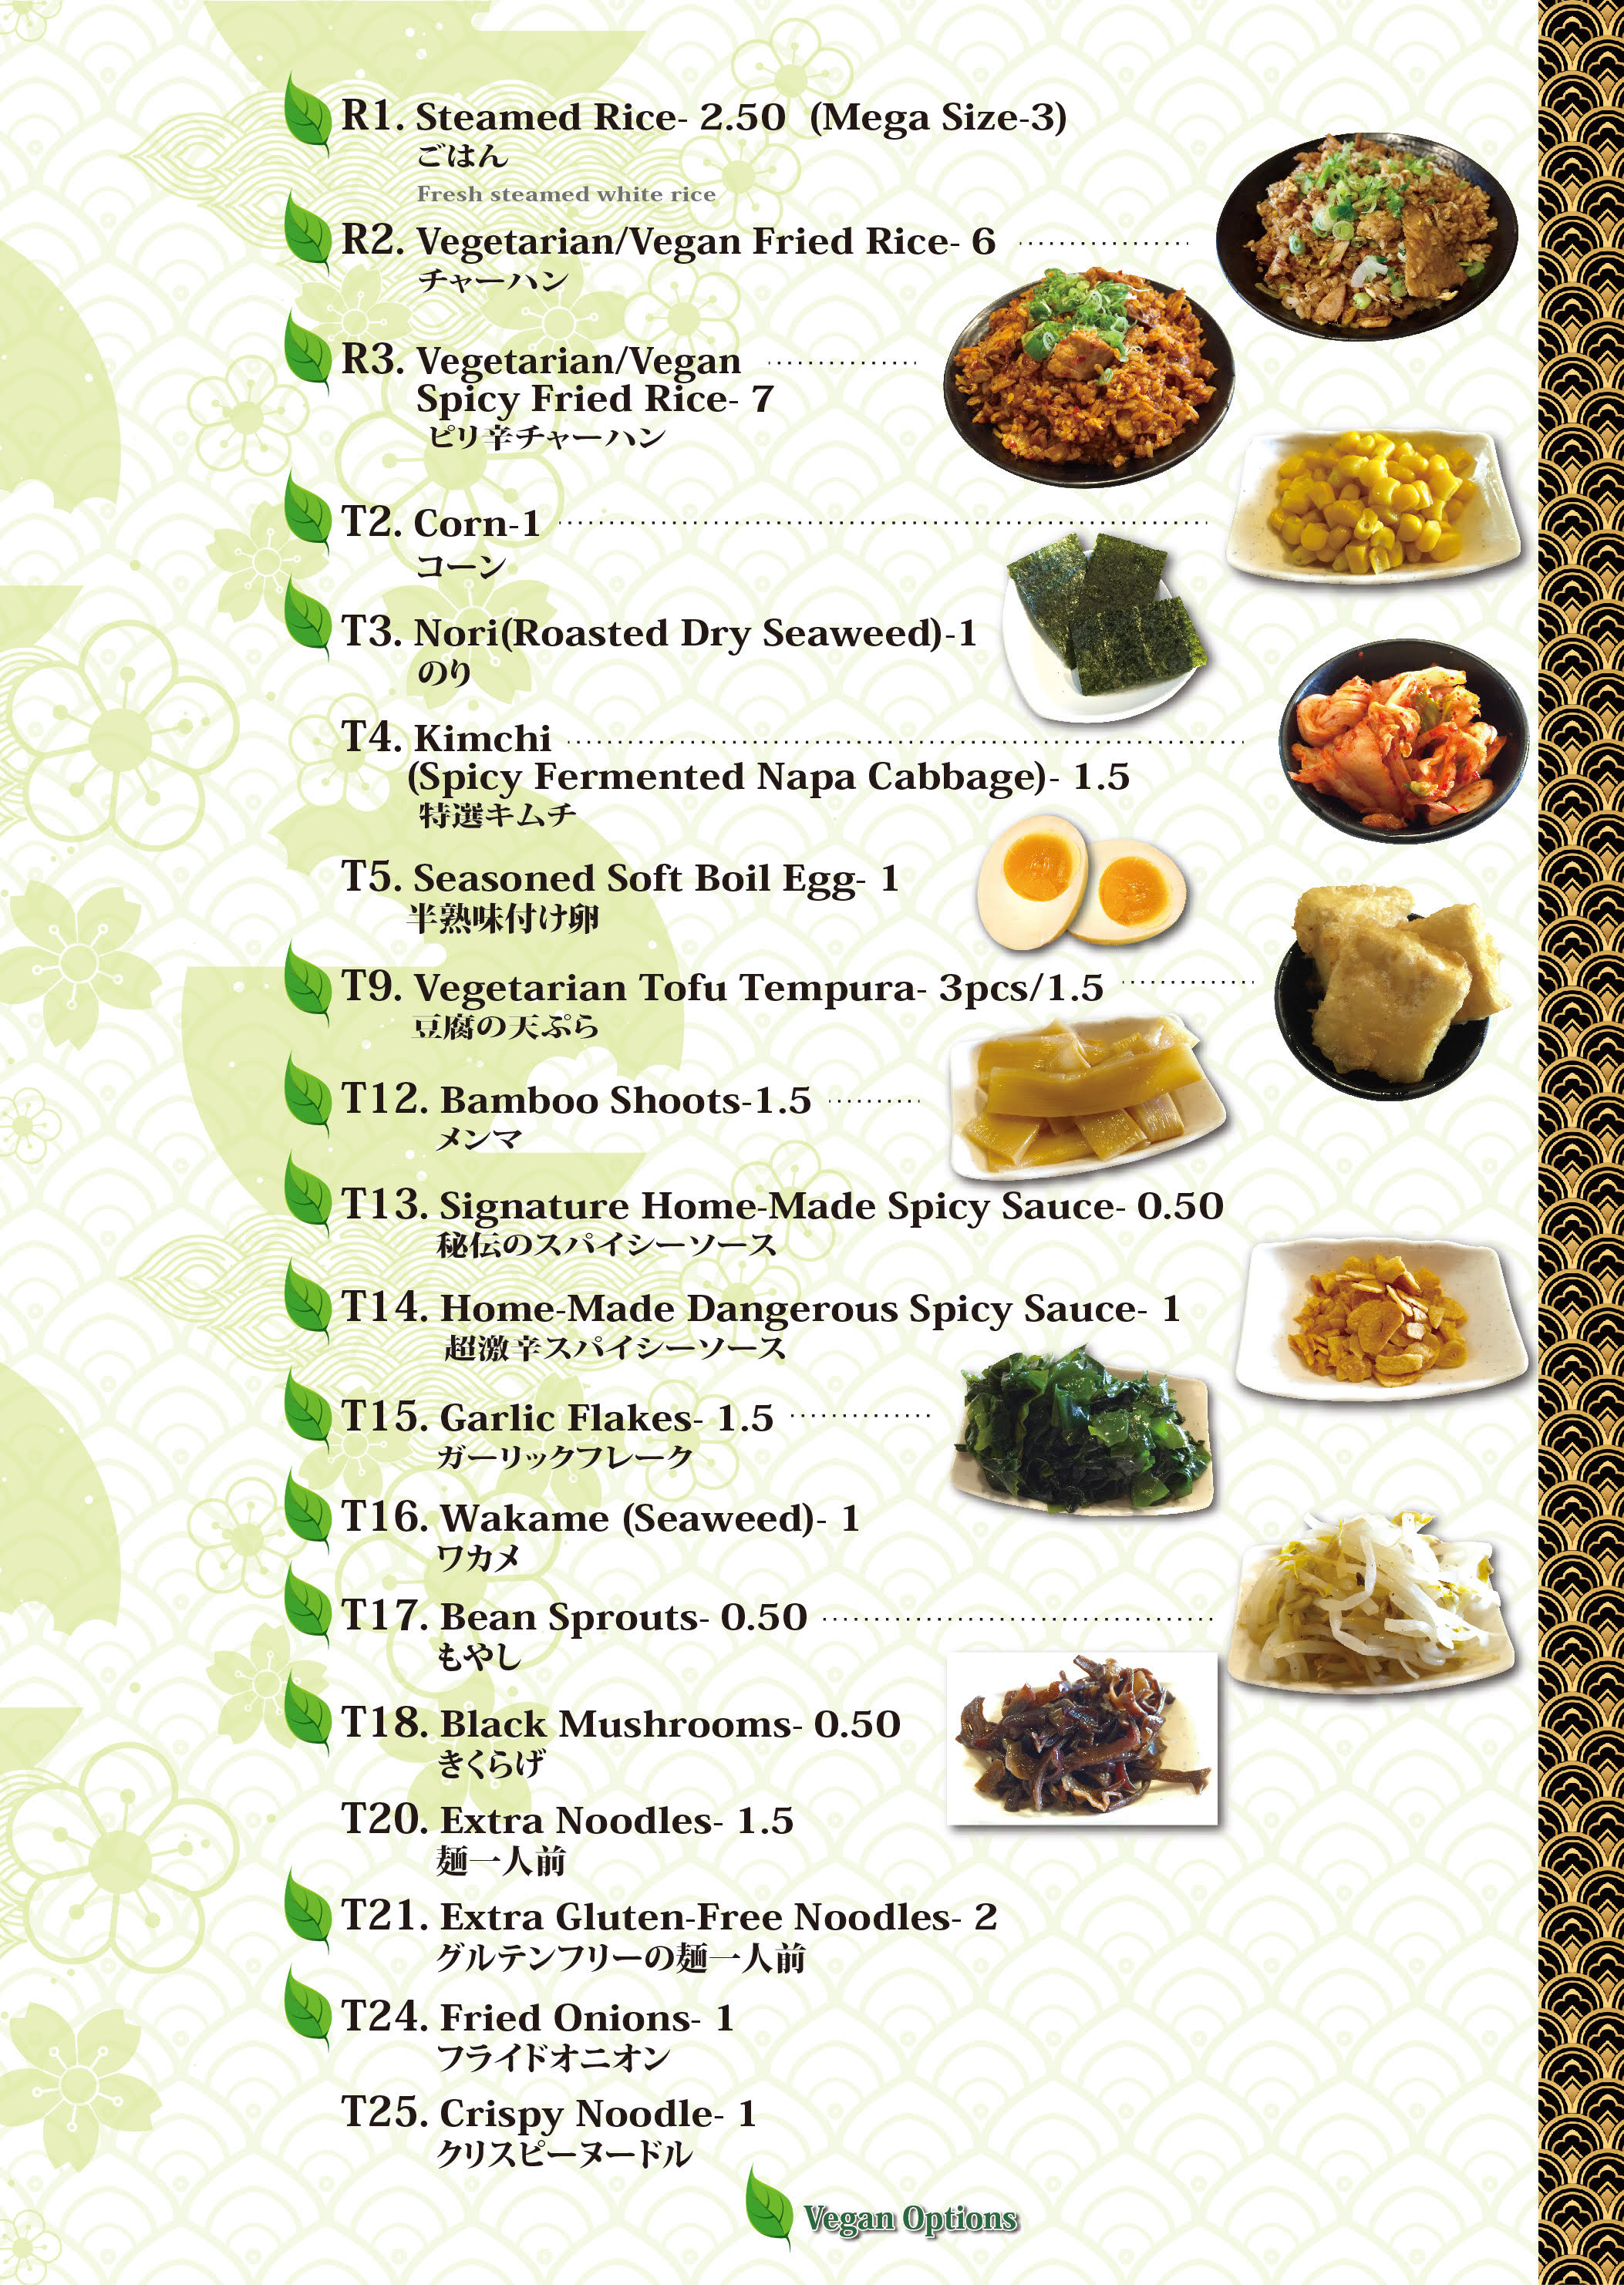 R1. Steamed Rice- 2.50 (Mega Size-3)
ごはん
Fresh steamed white rice
R2. Vegetarian/Vegan Fried Rice- 6
チャーハン
R3. Vegetarian/Vegan
Spicy Fried Rice- 7
ピリ辛チャーハン
T2. Corn-1
コーン
T3. Nori(Roasted Dry Seaweed)-1
のり
T4. Kimchi
(Spicy Fermented Napa Cabbage)- 1.5
特選キムチ
T5. Seasoned Soft Boil Egg- 1
半熟味付け卵
T9. Vegetarian Tofu Tempura- 3pcs/1.5
豆腐の天ぷら
T12. Bamboo Shoots-1.5
メンマ
T13. Signature Home-Made Spicy Sauce- 0.50
秘伝のスパイシーソース
T14. Home-Made Dangerous Spicy Sauce- 1
超激辛スパイシーソース
T15. Garlic Flakes- 1.5
ガーリックフレーク
T16. Wakame (Seaweed)- 1
ワカメ
T17. Bean Sprouts- 0.50
もやし
T18. Black Mushrooms- 0.50
きくらげ
T20. Extra Noodles- 1.5
麺一人前
T21. Extra Gluten-Free Noodles- 2
グルテンフリーの麺一人前
T24. Fried Onions- 1
フライドオニオン
T25. Crispy Noodle- 1
クリスピーヌードル
Vegan Options